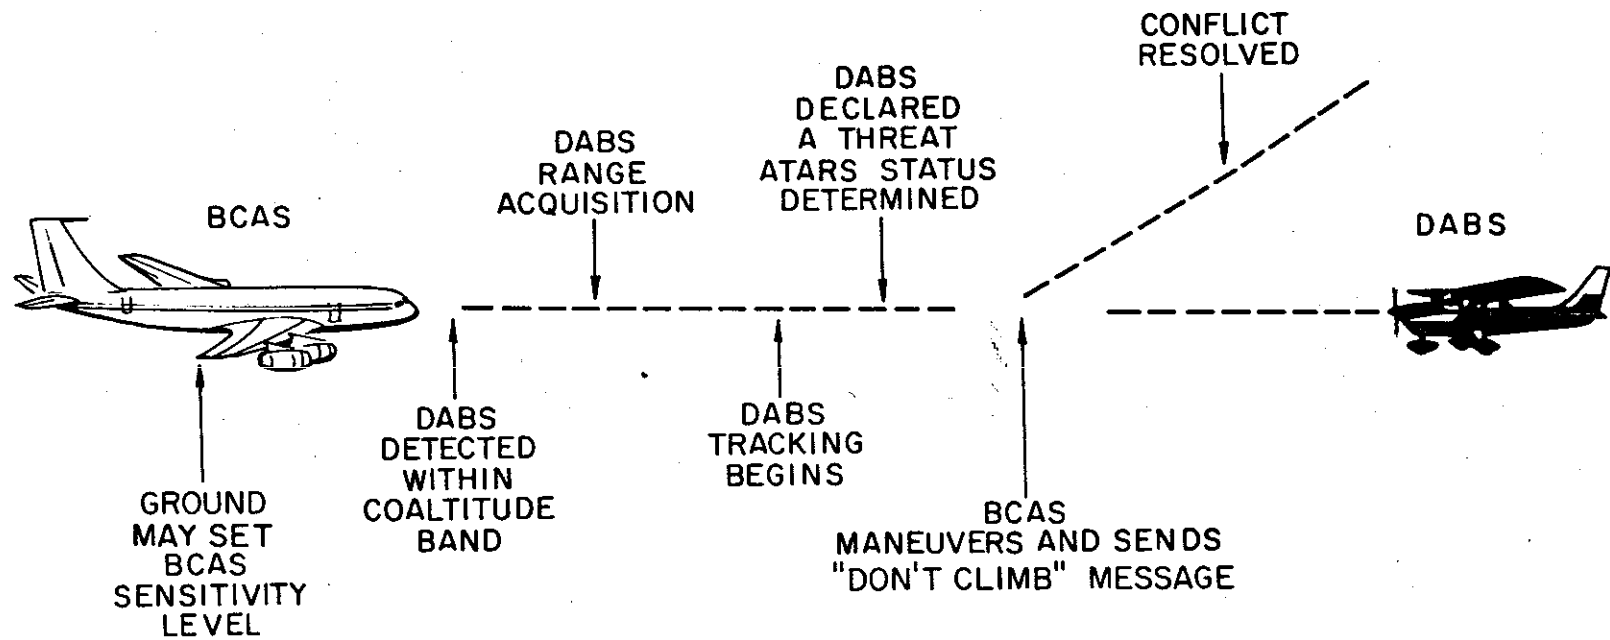 BCAS
GROUND
MAY SET
BCAS
SENSITIVITY
LEVEL
DABS
DETECTED
WITHIN
COALTITUDE
BAND
DABS
RANGE
ACQUISITION
DABS
TRACKING
BEGINS
DABS
DECLARED
A THREAT
ATARS STATUS
DETERMINED
BCAS
MANEUVERS AND SENDS
"DON'T CLIMB" MESSAGE
CONFLICT
RESOLVED
DABS